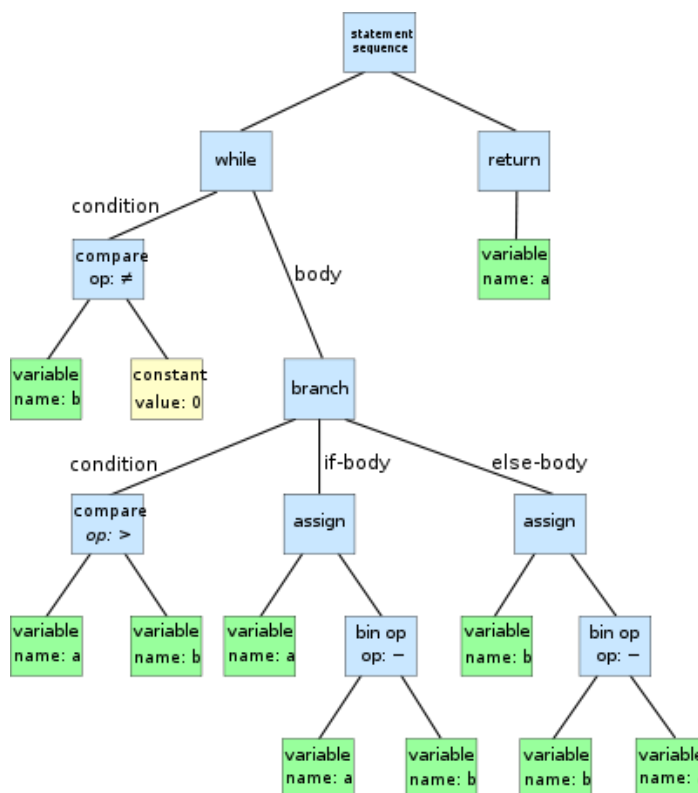 statement
sequence
while
return
condition
body
compare
op: ≠
variable
name: a
variable
name: b
constant
value: 0
branch
condition
if-body
else-body
compare
op: >
assign
assign
variable
name: a
variable
name: b
variable
name: a
bin op
op: −
variable
name: b
bin op
op: −
variable
name: a
variable
name: b
variable
name: b
variable
name: